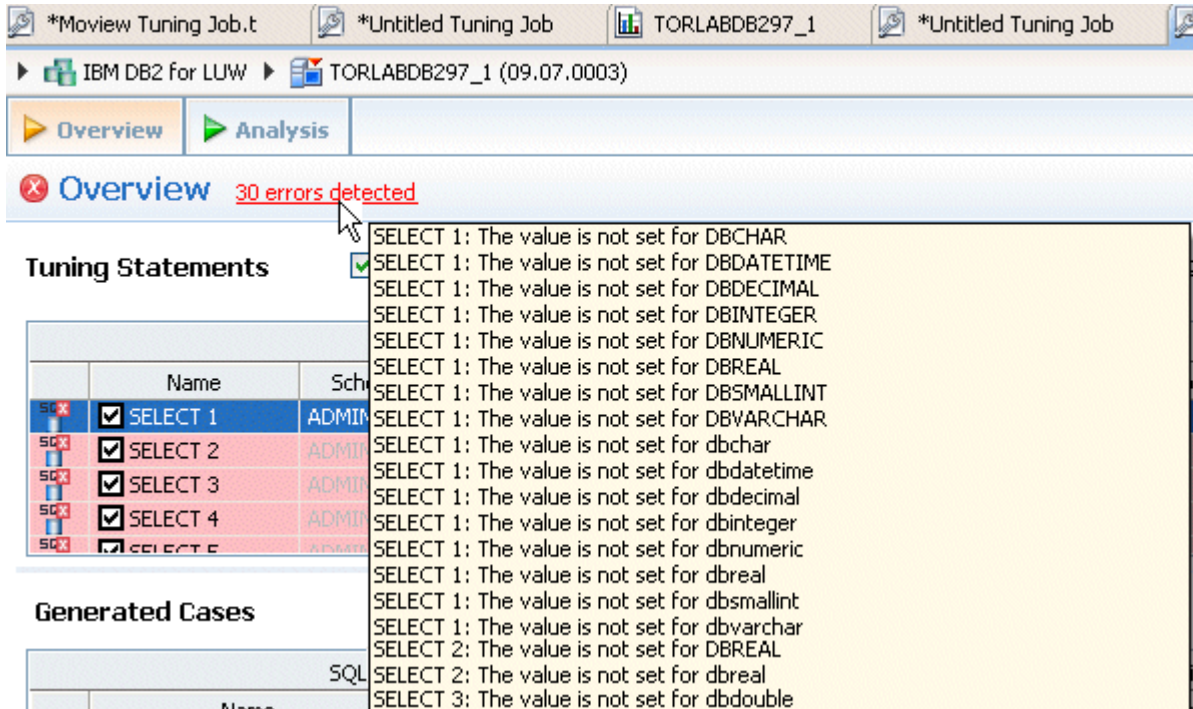 *Moview Tuning Job.t *Untitled Tuning Job TORLABDB297_1 *Untitled Tuning Job
IBM DB2 for LUW TORLABDB297_1 (09.07.0003)
Overview Analysis
Overview 30 errors detected
Tuning Statements
SELECT 1: The value is not set for DBCHAR
SELECT 1: The value is not set for DBDATETIME
SELECT 1: The value is not set for DBDECIMAL
SELECT 1: The value is not set for DBINTEGER
SELECT 1: The value is not set for DBNUMERIC
SELECT 1: The value is not set for DBREAL
SELECT 1: The value is not set for DBSMALLINT
SELECT 1: The value is not set for DBVARCHAR
SELECT 1: The value is not set for dbchar
SELECT 1: The value is not set for dbdatetime
SELECT 1: The value is not set for dbdecimal
SELECT 1: The value is not set for dbinteger
SELECT 1: The value is not set for dbnumeric
SELECT 1: The value is not set for dbreal
SELECT 1: The value is not set for dbsmallint
SELECT 1: The value is not set for dbvarchar
SELECT 2: The value is not set for DBREAL
SELECT 2: The value is not set for dbreal
SELECT 3: The value is not set for dbdouble
Name Sch
SELECT 1 ADMIN
SELECT 2 ADMIN
SELECT 3 ADMIN
SELECT 4 ADMIN
SELECT 5 ADMIN
Generated Cases
SQL
Name